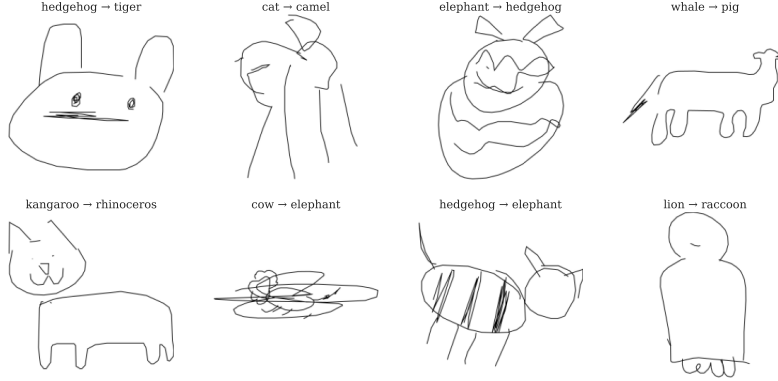 hedgehog → tiger
cat → camel
elephant → hedgehog
whale → pig
kangaroo → rhinoceros
cow → elephant
hedgehog → elephant
lion → raccoon